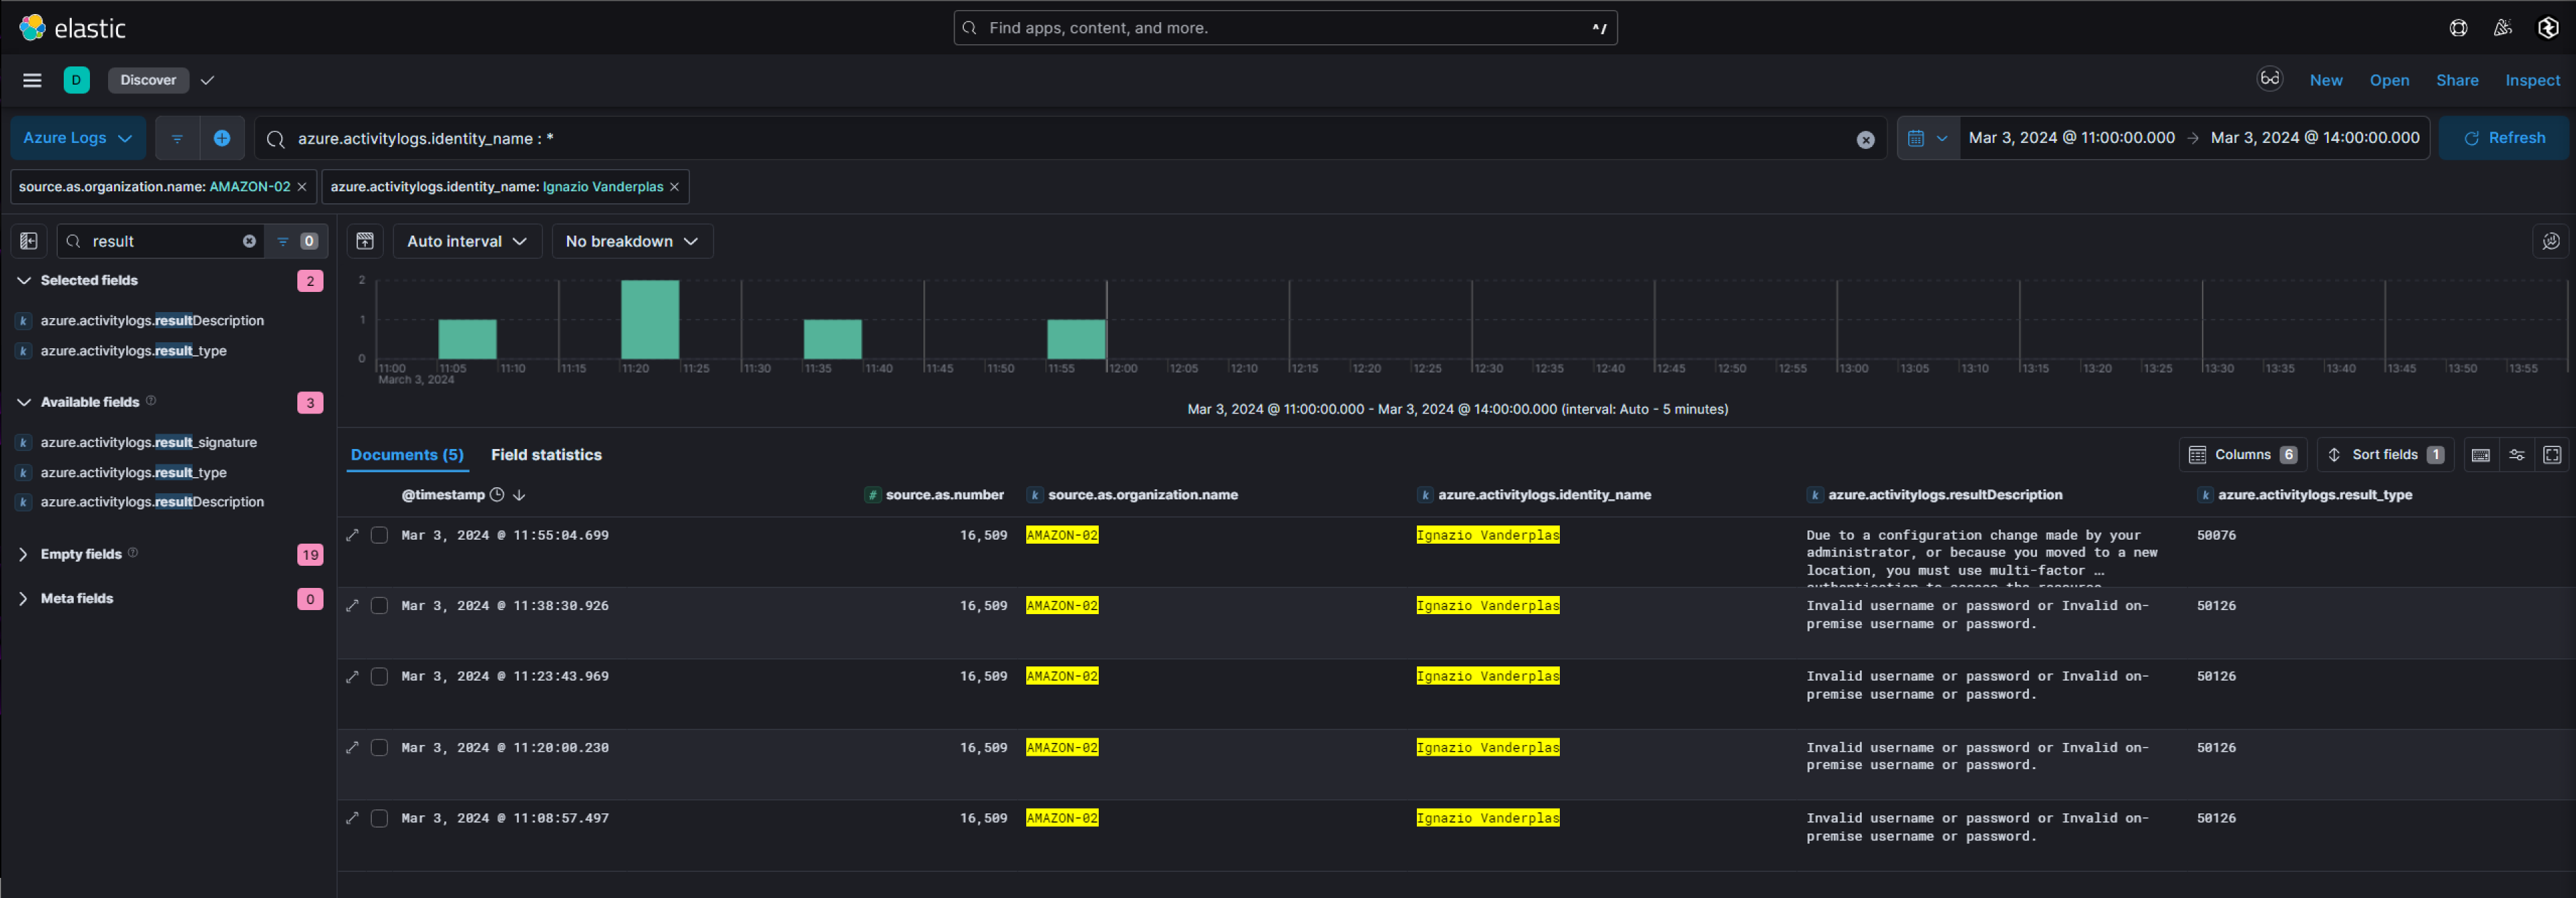 elastic
Find apps, content, and more.
^/
D
Discover
New
Open
Share
Inspect
Azure Logs
azure.activitylogs.identity_name : *
Mar 3, 2024 @ 11:00:00.000 → Mar 3, 2024 @ 14:00:00.000
Refresh
source.as.organization.name: AMAZON-02 ×
azure.activitylogs.identity_name: Ignazio Vanderplas ×
result
0
Selected fields
2
k azure.activitylogs.resultDescription
k azure.activitylogs.result_type
Available fields
3
k azure.activitylogs.result_signature
k azure.activitylogs.result_type
k azure.activitylogs.resultDescription
Empty fields
19
Meta fields
0
Auto interval
No breakdown
2
1
0
11:00 11:05 11:10 11:15 11:20 11:25 11:30 11:35 11:40 11:45 11:50 11:55 12:00 12:05 12:10 12:15 12:20 12:25 12:30 12:35 12:40 12:45 12:50 12:55 13:00 13:05 13:10 13:15 13:20 13:25 13:30 13:35 13:40 13:45 13:50 13:55
March 3, 2024
Mar 3, 2024 @ 11:00:00.000 - Mar 3, 2024 @ 14:00:00.000 (interval: Auto - 5 minutes)
Documents (5)
Field statistics
Columns 6
Sort fields 1
@timestamp
# source.as.number
k source.as.organization.name
k azure.activitylogs.identity_name
k azure.activitylogs.resultDescription
k azure.activitylogs.result_type
Mar 3, 2024 @ 11:55:04.699
16,509
AMAZON-02
Ignazio Vanderplas
Due to a configuration change made by your
administrator, or because you moved to a new
location, you must use multi-factor …
authentication to access the resource
50076
Mar 3, 2024 @ 11:38:30.926
16,509
AMAZON-02
Ignazio Vanderplas
Invalid username or password or Invalid on-
premise username or password.
50126
Mar 3, 2024 @ 11:23:43.969
16,509
AMAZON-02
Ignazio Vanderplas
Invalid username or password or Invalid on-
premise username or password.
50126
Mar 3, 2024 @ 11:20:00.230
16,509
AMAZON-02
Ignazio Vanderplas
Invalid username or password or Invalid on-
premise username or password.
50126
Mar 3, 2024 @ 11:08:57.497
16,509
AMAZON-02
Ignazio Vanderplas
Invalid username or password or Invalid on-
premise username or password.
50126